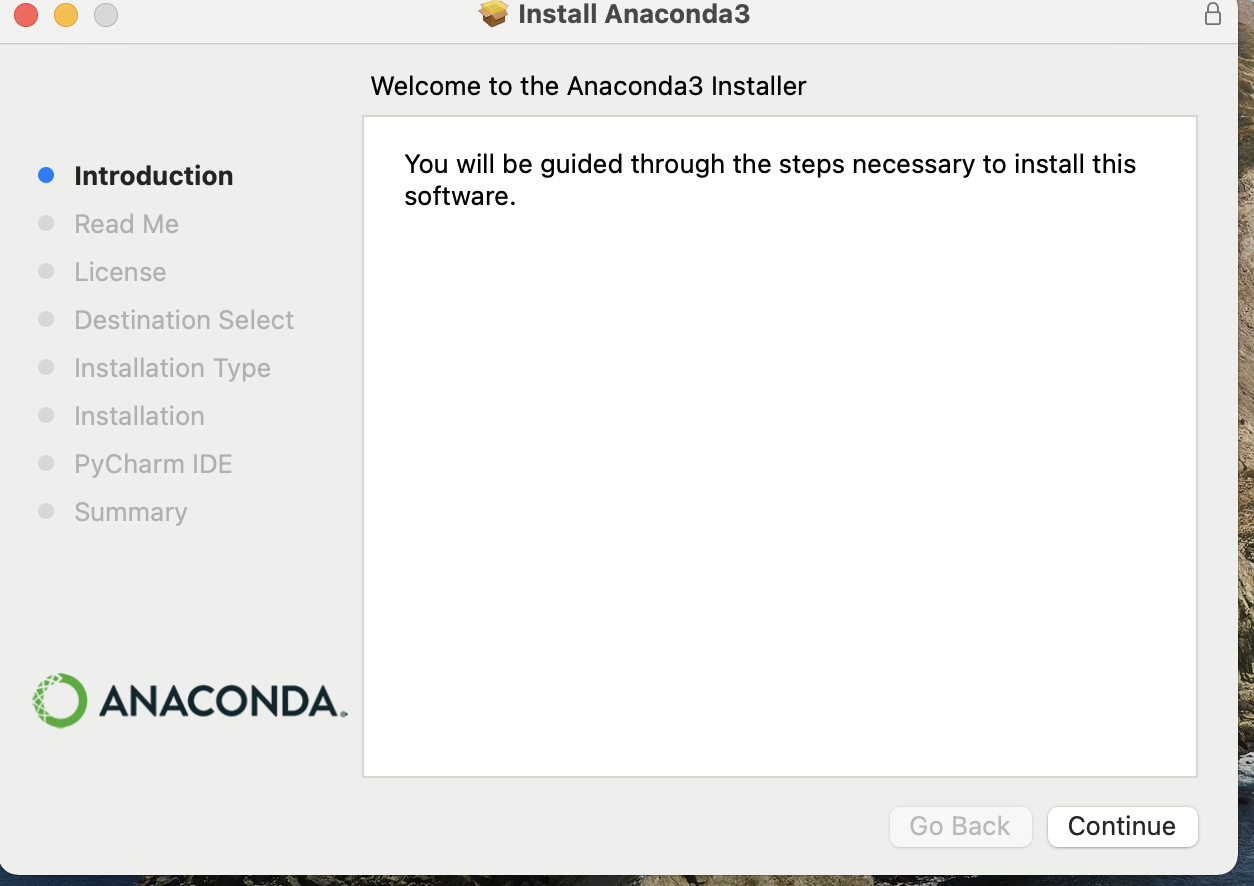 Install Anaconda3
Welcome to the Anaconda3 Installer
You will be guided through the steps necessary to install this
software.
Introduction
Read Me
License
Destination Select
Installation Type
Installation
PyCharm IDE
Summary
ANACONDA.
Go Back
Continue